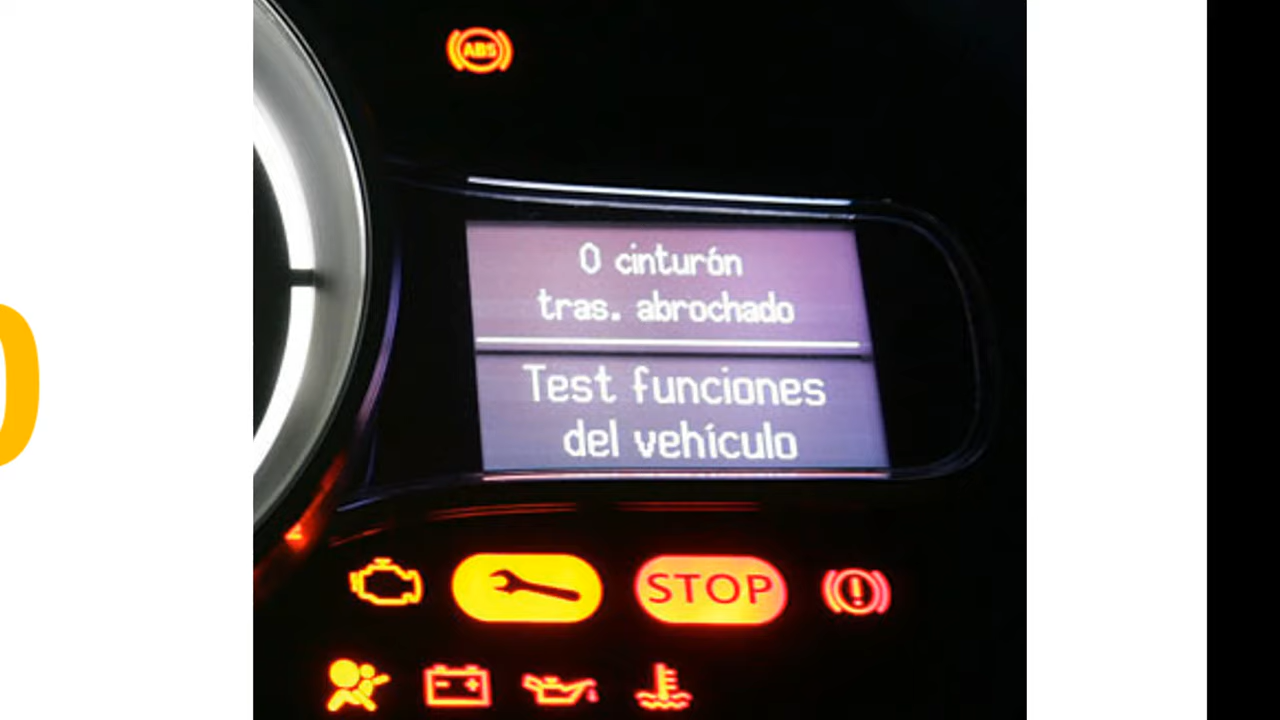 ABS
0 cinturón
tras. abrochado
Test funciones
del vehículo
STOP